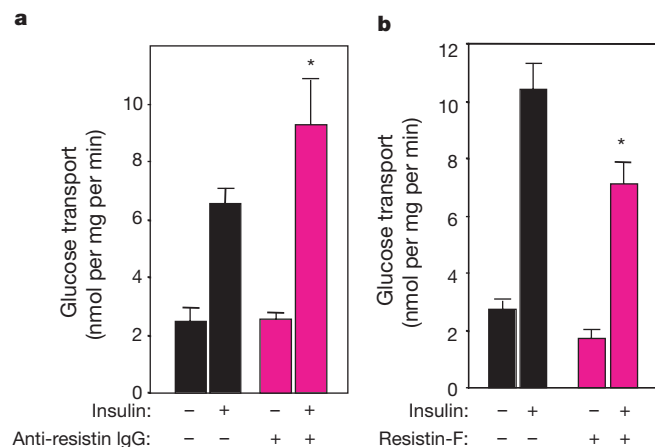 a
*
10
8
6
4
2
0
Glucose transport
(nmol per mg per min)
Insulin: – + – +
Anti-resistin IgG: – – + +
b
*
12
10
8
6
4
2
0
Glucose transport
(nmol per mg per min)
Insulin: – + – +
Resistin-F: – – + +